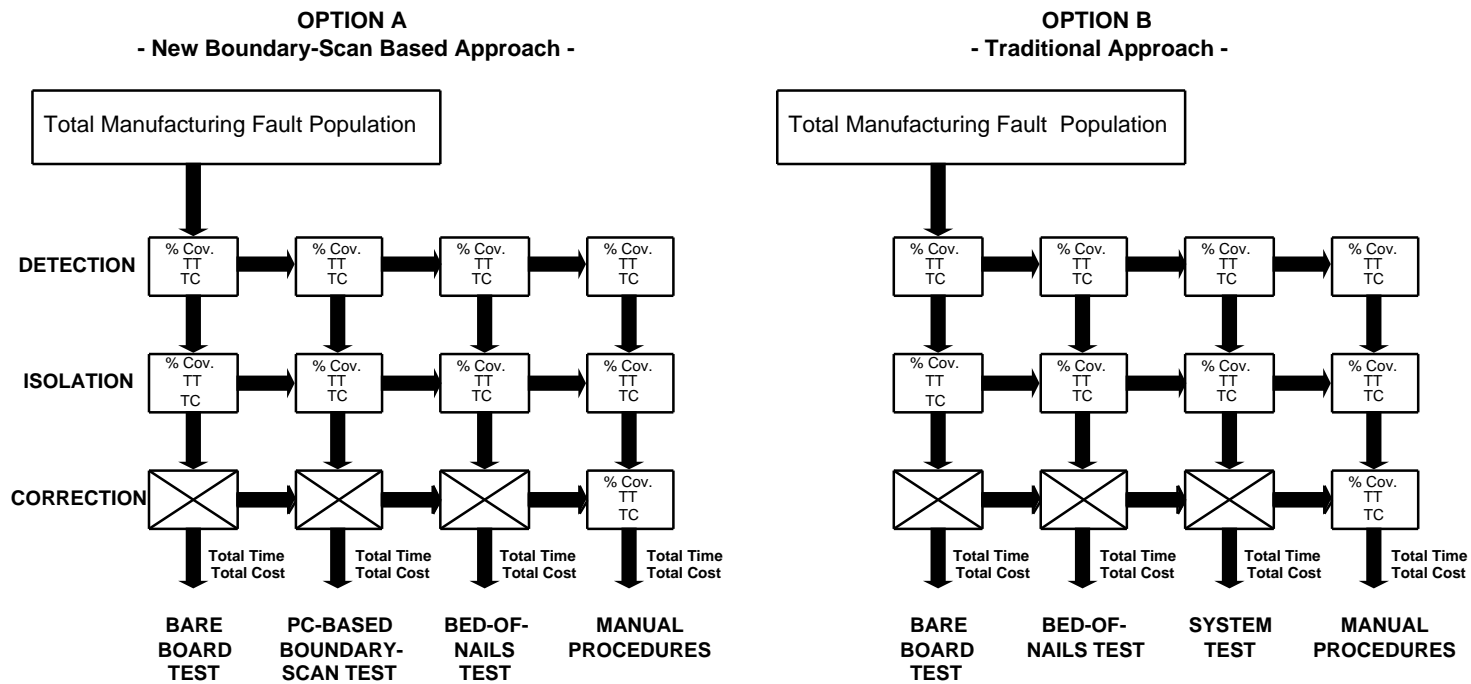 OPTION A
- New Boundary-Scan Based Approach -
Total Manufacturing Fault Population
DETECTION
% Cov.
TT
TC
% Cov.
TT
TC
% Cov.
TT
TC
% Cov.
TT
TC
ISOLATION
% Cov.
TT
TC
% Cov.
TT
TC
% Cov.
TT
TC
% Cov.
TT
TC
CORRECTION
% Cov.
TT
TC
Total Time
Total Cost
Total Time
Total Cost
Total Time
Total Cost
Total Time
Total Cost
BARE
BOARD
TEST
PC-BASED
BOUNDARY-
SCAN TEST
BED-OF-
NAILS
TEST
MANUAL
PROCEDURES
OPTION B
- Traditional Approach -
Total Manufacturing Fault Population
% Cov.
TT
TC
% Cov.
TT
TC
% Cov.
TT
TC
% Cov.
TT
TC
% Cov.
TT
TC
% Cov.
TT
TC
% Cov.
TT
TC
% Cov.
TT
TC
% Cov.
TT
TC
Total Time
Total Cost
Total Time
Total Cost
Total Time
Total Cost
Total Time
Total Cost
BARE
BOARD
TEST
BED-OF-
NAILS TEST
SYSTEM
TEST
MANUAL
PROCEDURES